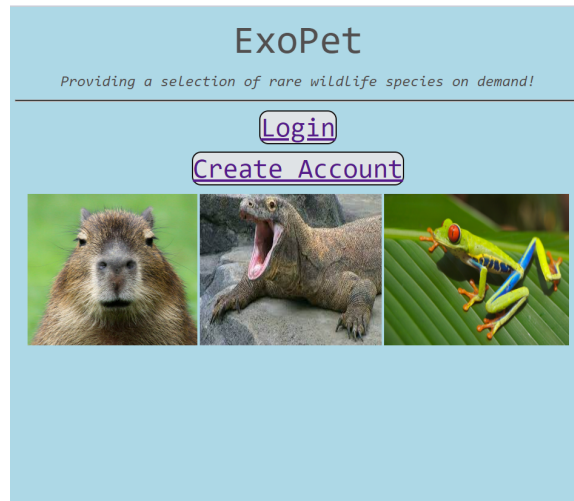 ExoPet
Providing a selection of rare wildlife species on demand!
Login
Create Account